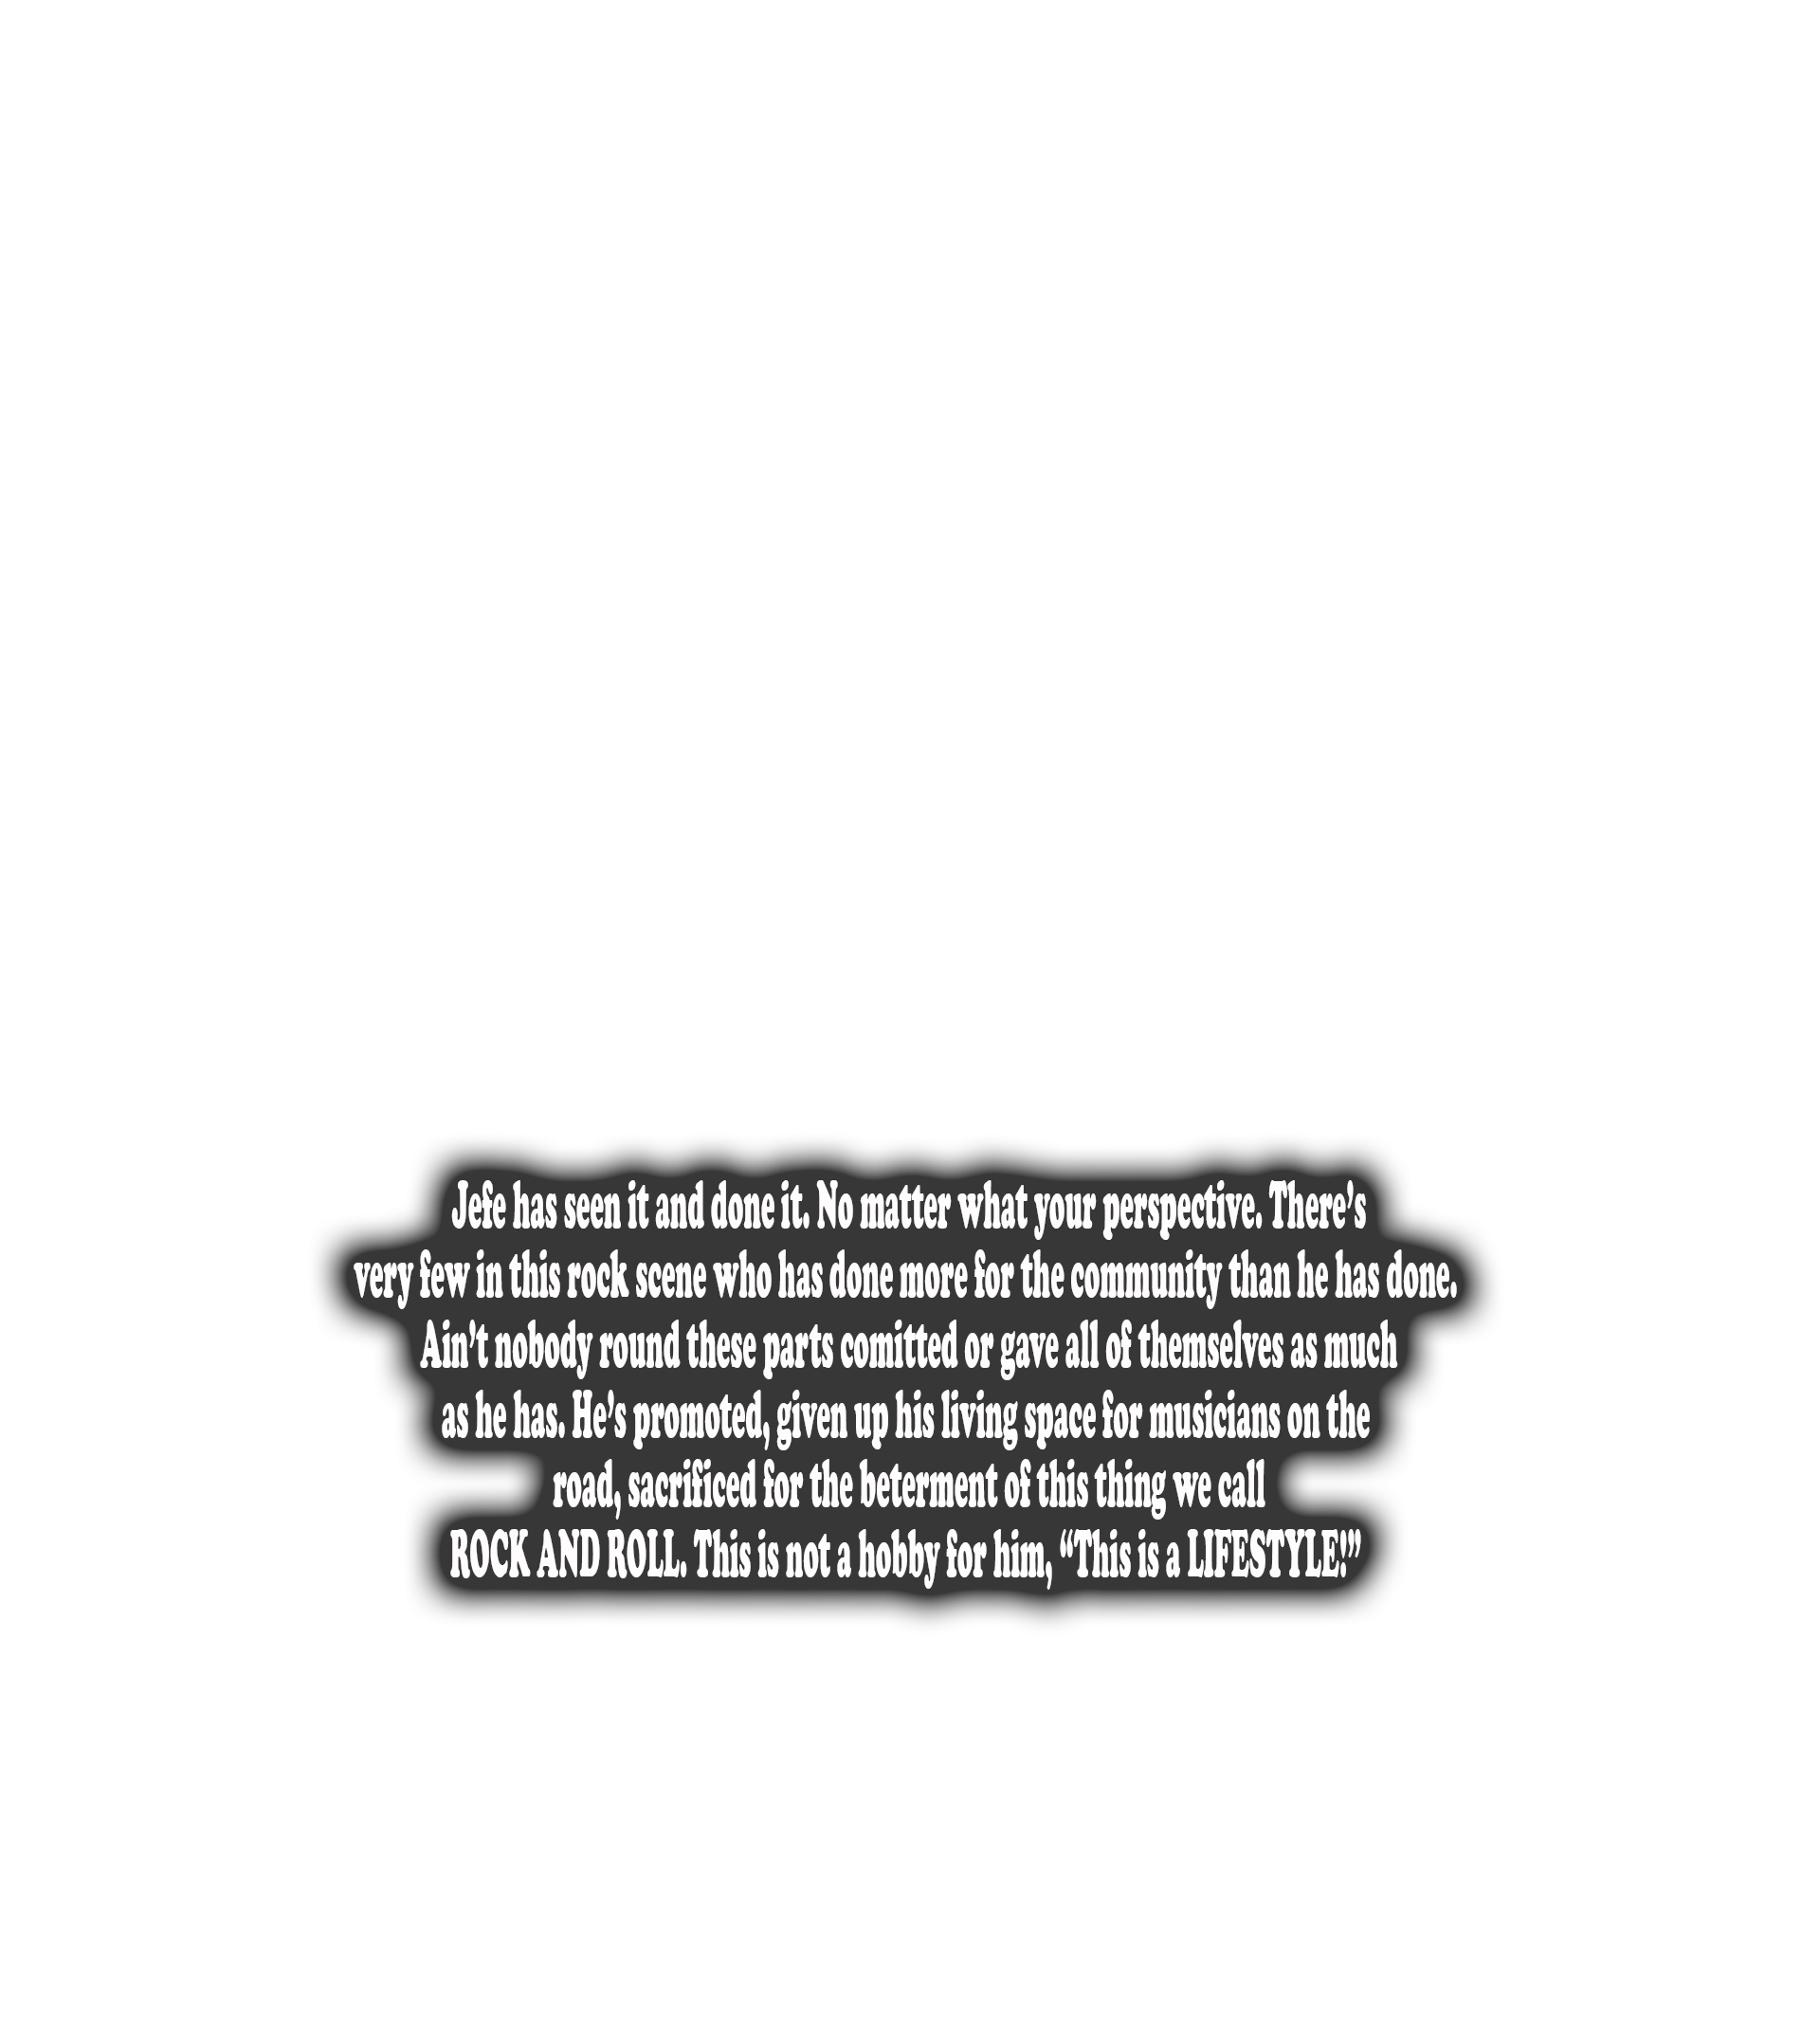 Jefe has seen it and done it. No matter what your perspective. There’s
very few in this rock scene who has done more for the community than he has done.
Ain’t nobody round these parts comitted or gave all of themselves as much
as he has. He’s promoted, given up his living space for musicians on the
road, sacrificed for the beterment of this thing we call
ROCK AND ROLL. This is not a hobby for him, “This is a LIFESTYLE!”